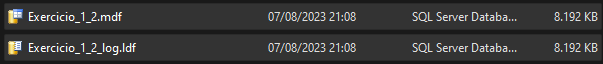 Exercicio_1_2.mdf 07/08/2023 21:08 SQL Server Databa... 8.192 KB
Exercicio_1_2_log.ldf 07/08/2023 21:08 SQL Server Databa... 8.192 KB